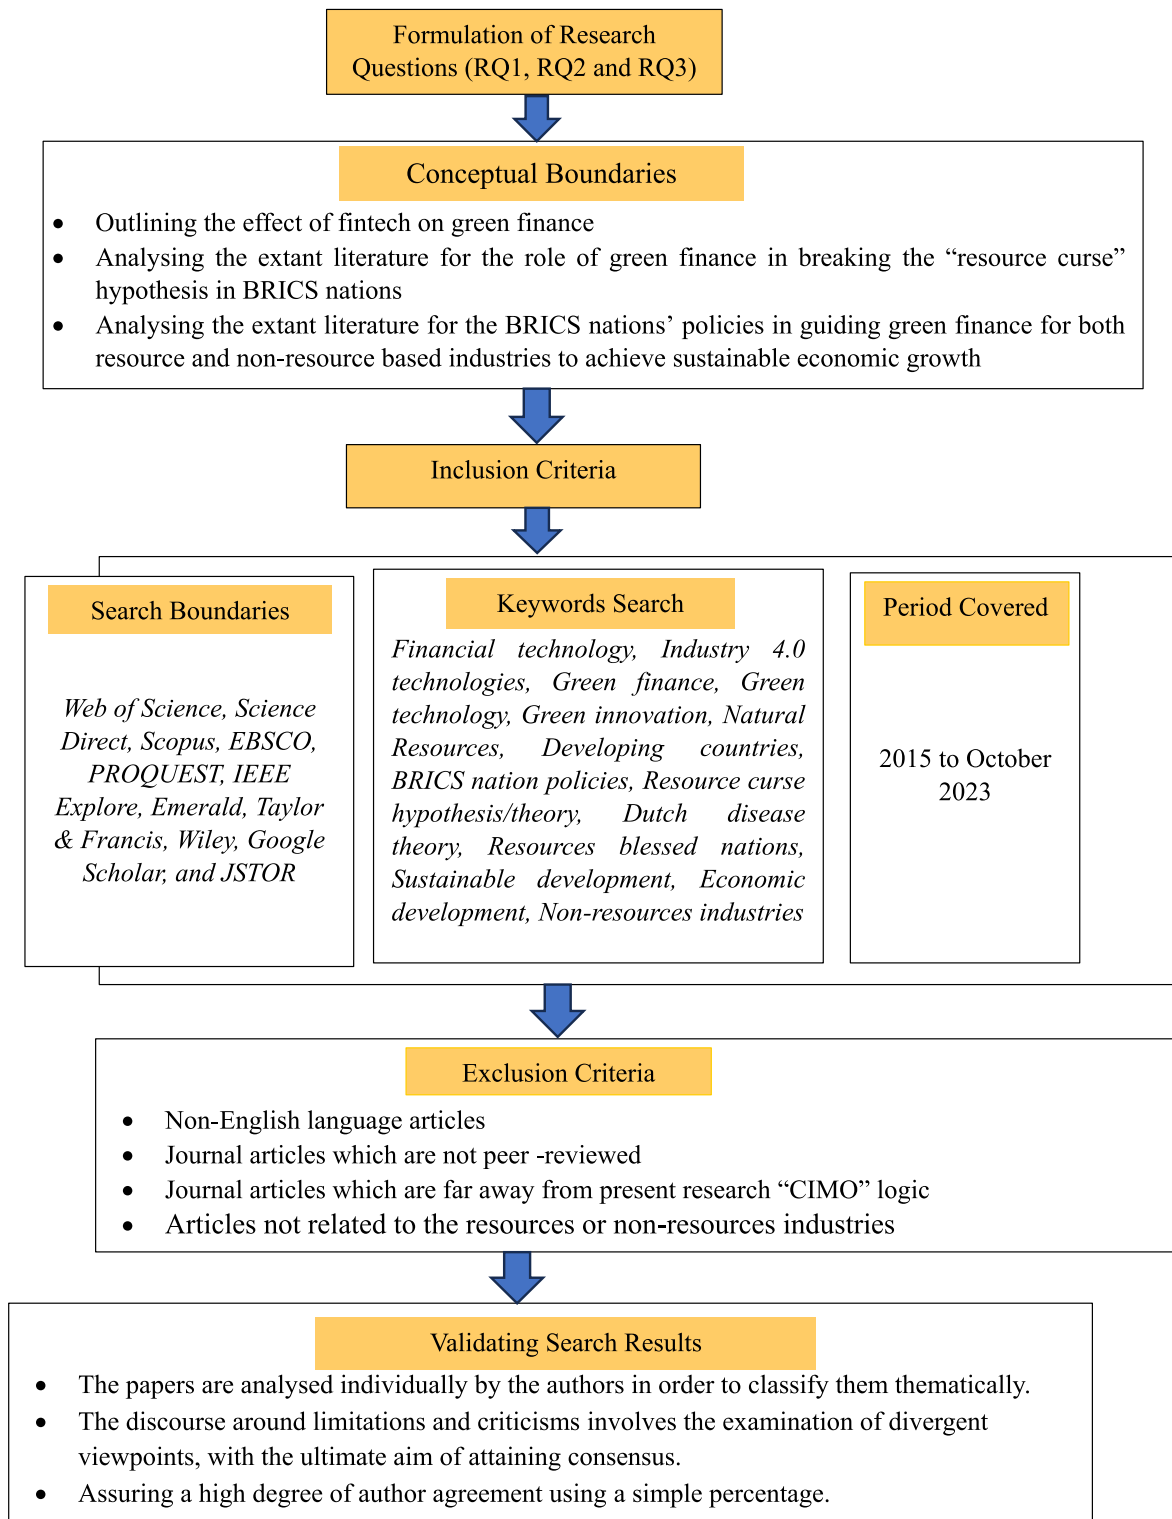 Formulation of Research
Questions (RQ1, RQ2 and RQ3)
Conceptual Boundaries
• Outlining the effect of fintech on green finance
• Analysing the extant literature for the role of green finance in breaking the “resource curse”
hypothesis in BRICS nations
• Analysing the extant literature for the BRICS nations’ policies in guiding green finance for both
resource and non-resource based industries to achieve sustainable economic growth
Inclusion Criteria
Search Boundaries
Web of Science, Science
Direct, Scopus, EBSCO,
PROQUEST, IEEE
Explore, Emerald, Taylor
& Francis, Wiley, Google
Scholar, and JSTOR
Keywords Search
Financial technology, Industry 4.0
technologies, Green finance, Green
technology, Green innovation, Natural
Resources, Developing countries,
BRICS nation policies, Resource curse
hypothesis/theory, Dutch disease
theory, Resources blessed nations,
Sustainable development, Economic
development, Non-resources industries
Period Covered
2015 to October
2023
Exclusion Criteria
• Non-English language articles
• Journal articles which are not peer -reviewed
• Journal articles which are far away from present research “CIMO” logic
• Articles not related to the resources or non-resources industries
Validating Search Results
• The papers are analysed individually by the authors in order to classify them thematically.
• The discourse around limitations and criticisms involves the examination of divergent
viewpoints, with the ultimate aim of attaining consensus.
• Assuring a high degree of author agreement using a simple percentage.